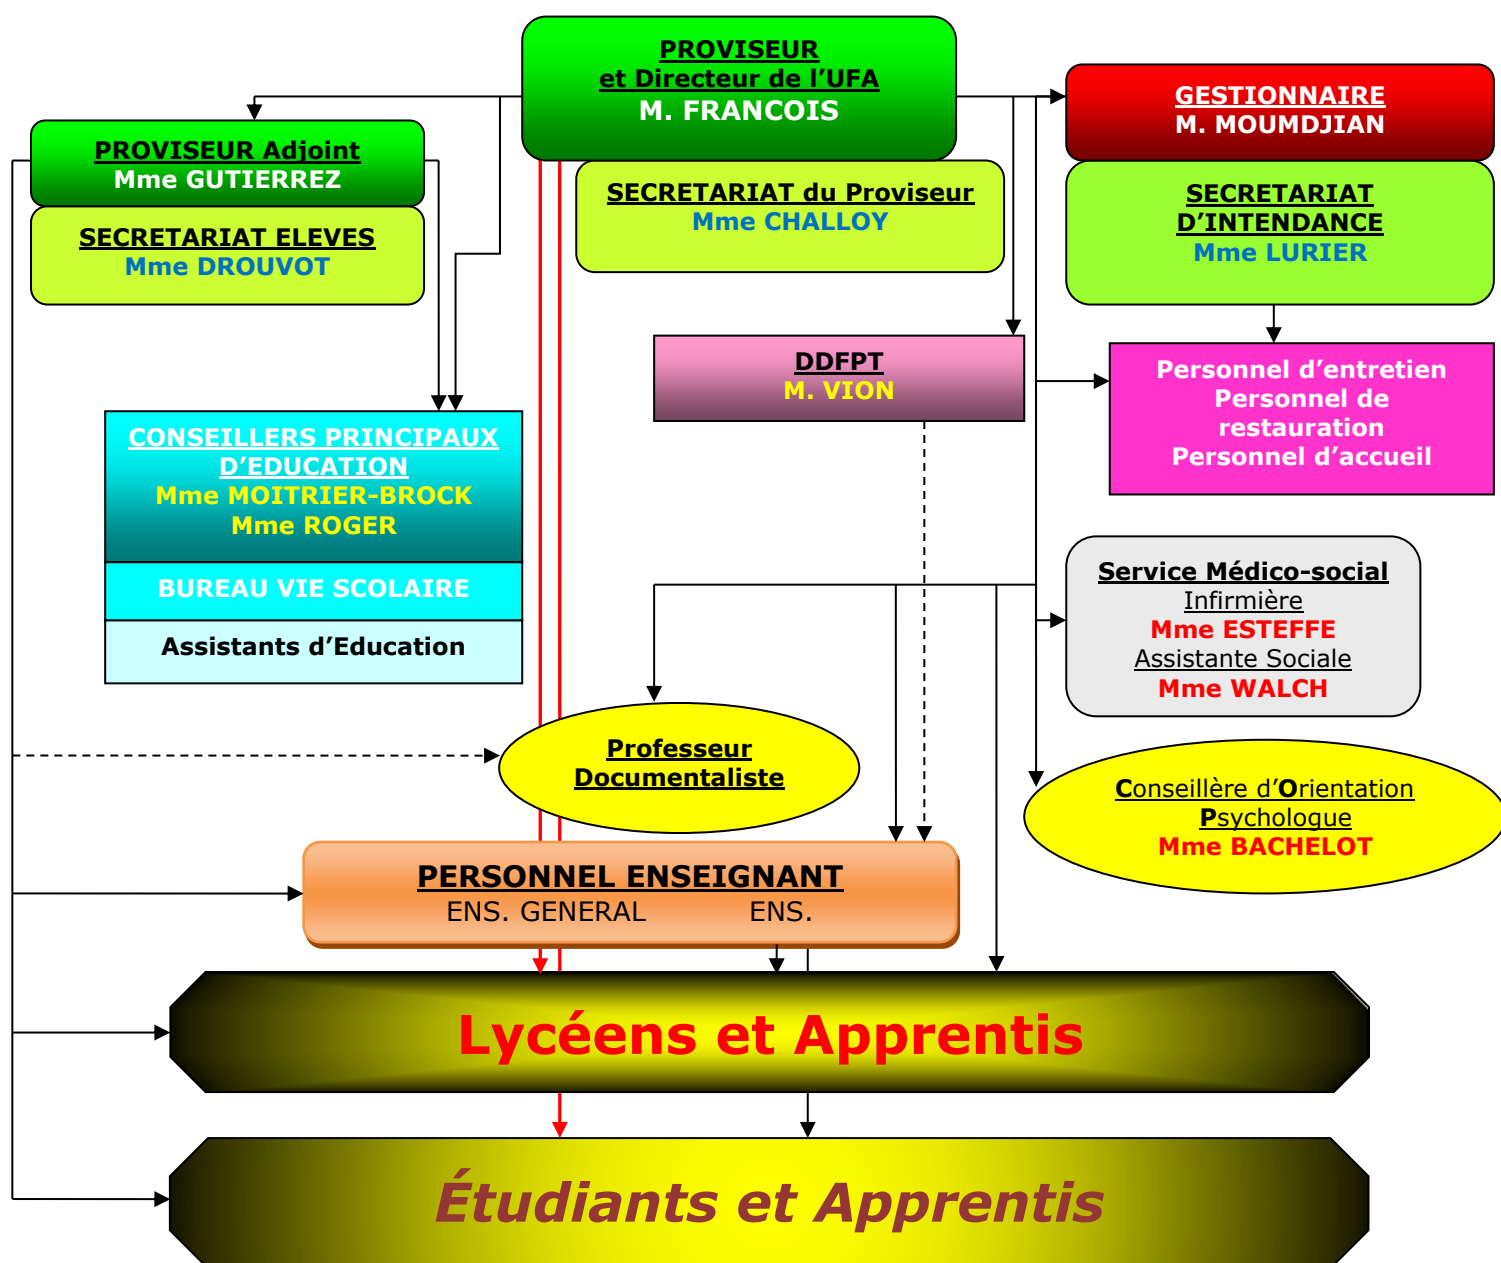 PROVISEUR
et Directeur de l’UFA
M. FRANCOIS
GESTIONNAIRE
M. MOUMDJIAN
PROVISEUR Adjoint
Mme GUTIERREZ
SECRETARIAT du Proviseur
Mme CHALLOY
SECRETARIAT
D’INTENDANCE
Mme LURIER
SECRETARIAT ELEVES
Mme DROUVOT
DDFPT
M. VION
Personnel d’entretien
Personnel de
restauration
Personnel d’accueil
CONSEILLERS PRINCIPAUX
D’EDUCATION
Mme MOITRIER-BROCK
Mme ROGER
BUREAU VIE SCOLAIRE
Assistants d’Education
Service Médico-social
Infirmière
Mme ESTEFFE
Assistante Sociale
Mme WALCH
Professeur
Documentaliste
Conseillère d’Orientation
Psychologue
Mme BACHELOT
PERSONNEL ENSEIGNANT
ENS. GENERAL ENS.
Lycéens et Apprentis
Étudiants et Apprentis